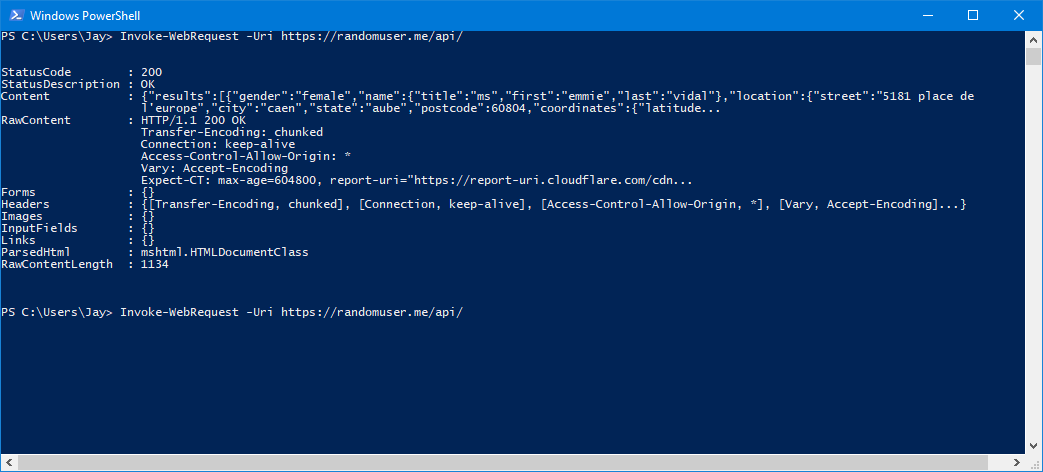 Windows PowerShell
PS C:\Users\Jay> Invoke-WebRequest -Uri https://randomuser.me/api/
StatusCode        : 200
StatusDescription : OK
Content           : {"results":[{"gender":"female","name":{"title":"ms","first":"emmie","last":"vidal"},"location":{"street":"5181 place de
                    l'europe","city":"caen","state":"aube","postcode":60804,"coordinates":{"latitude...
RawContent        : HTTP/1.1 200 OK
                    Transfer-Encoding: chunked
                    Connection: keep-alive
                    Access-Control-Allow-Origin: *
                    Vary: Accept-Encoding
                    Expect-CT: max-age=604800, report-uri="https://report-uri.cloudflare.com/cdn...
Forms             : {}
Headers           : {[Transfer-Encoding, chunked], [Connection, keep-alive], [Access-Control-Allow-Origin, *], [Vary, Accept-Encoding]...}
Images            : {}
InputFields       : {}
Links             : {}
ParsedHtml        : mshtml.HTMLDocumentClass
RawContentLength  : 1134
PS C:\Users\Jay> Invoke-WebRequest -Uri https://randomuser.me/api/